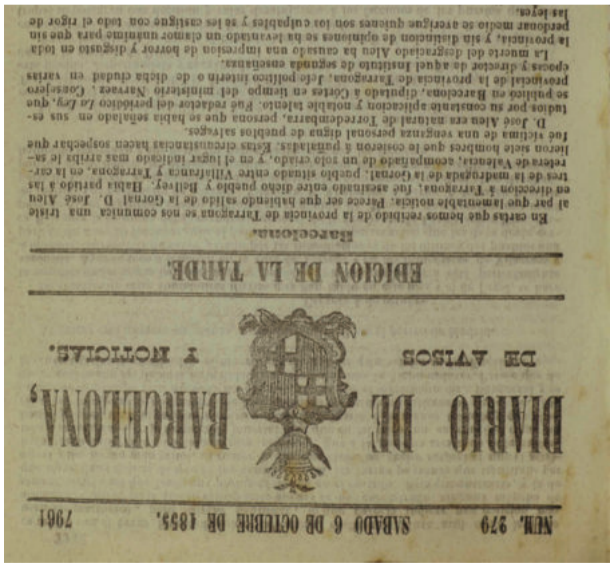 NUM. 279 SABADO 6 DE OCTUBRE DE 1855. 7961
DIARIO DE BARCELONA,
DE AVISOS Y NOTICIAS.
EDICION DE LA TARDE.
Barcelona.
En cartas que hemos recibido de la provincia de Tarragona se nos comunica una triste
al par que lamentable noticia: Parece ser que habiendo salido de la Gornal D. José Aleu
en direccion á Tarragona, fué asesinado entre dicho pueblo y Bellvey. Habia partido á las
tres de la madrugada de la Gornal, pueblo situado entre Villafranca y Tarragona, en la car-
retera de Valencia, acompañado de un solo criado, y en el lugar indicado mas arriba le sa-
lieron siete hombres que le cosieron á puñaladas. Estas circunstancias hacen sospechar que
fué victima de una venganza personal digna de pueblos salvages.
D. José Aleu era natural de Torredembarra, persona que se habia señalado en sus es-
tudios por su constante aplicacion y notable talento. Fué redactor del periódico La Ley, que
se publicó en Barcelona, diputado á Córtes en tiempo del ministerio Narvaez, Consejero
provincial de la provincia de Tarragona, Jefe político interino de dicha ciudad en varias
épocas y director de aquel Instituto de segunda enseñanza.
La muerte del desgraciado Aleu ha causado una impresion de horror y disgusto en toda
la provincia, y sin distincion de opiniones se ha levantado un clamor unánime para que sin
perdonar medio se averigue quienes son los culpables y se les castigue con todo el rigor de
las leyes.